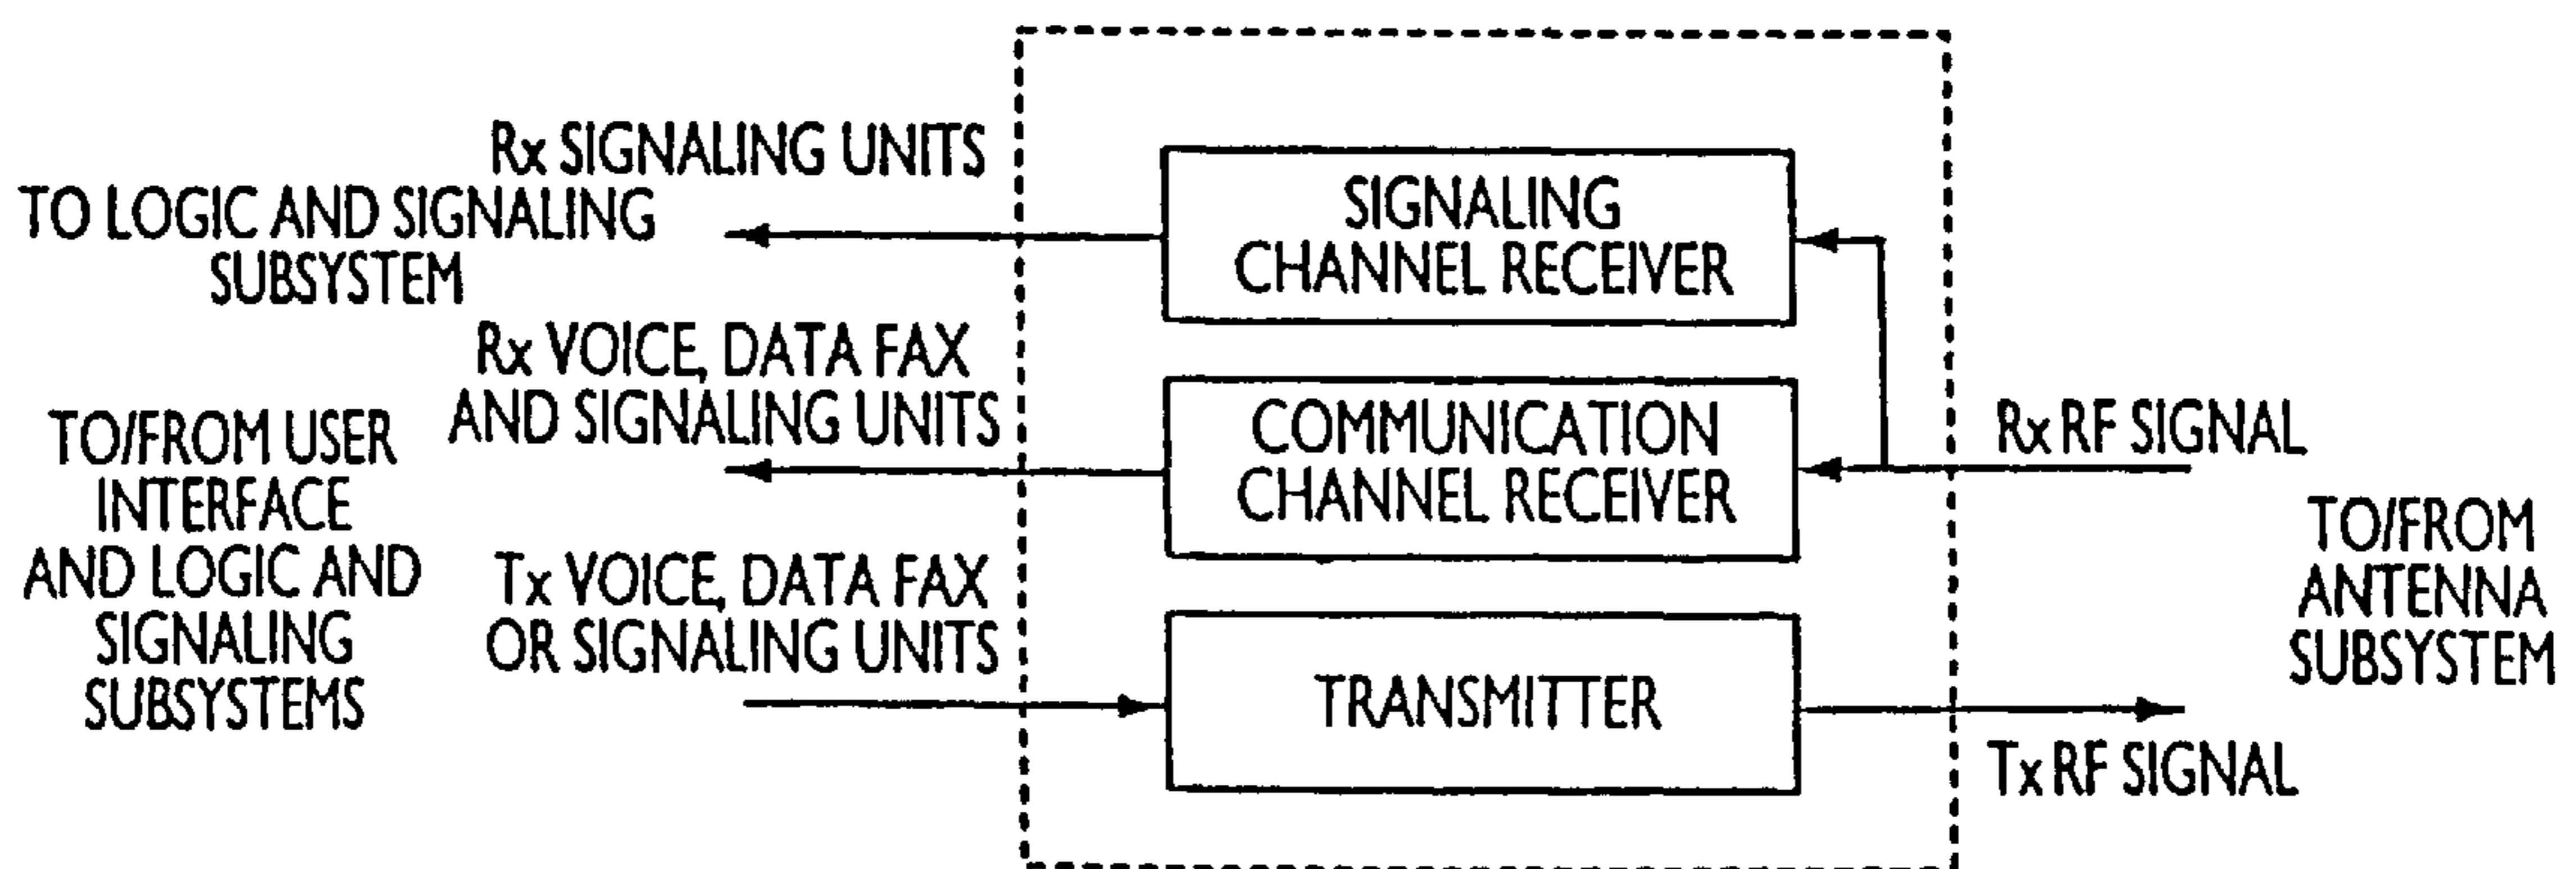 Rx SIGNALING UNITS
TO LOGIC AND SIGNALING
SUBSYSTEM
Rx VOICE, DATA FAX
AND SIGNALING UNITS
TO/FROM USER
INTERFACE
AND LOGIC AND
SIGNALING
SUBSYSTEMS
Tx VOICE, DATA FAX
OR SIGNALING UNITS
SIGNALING
CHANNEL RECEIVER
COMMUNICATION
CHANNEL RECEIVER
TRANSMITTER
Rx RF SIGNAL
TO/FROM
ANTENNA
SUBSYSTEM
Tx RF SIGNAL